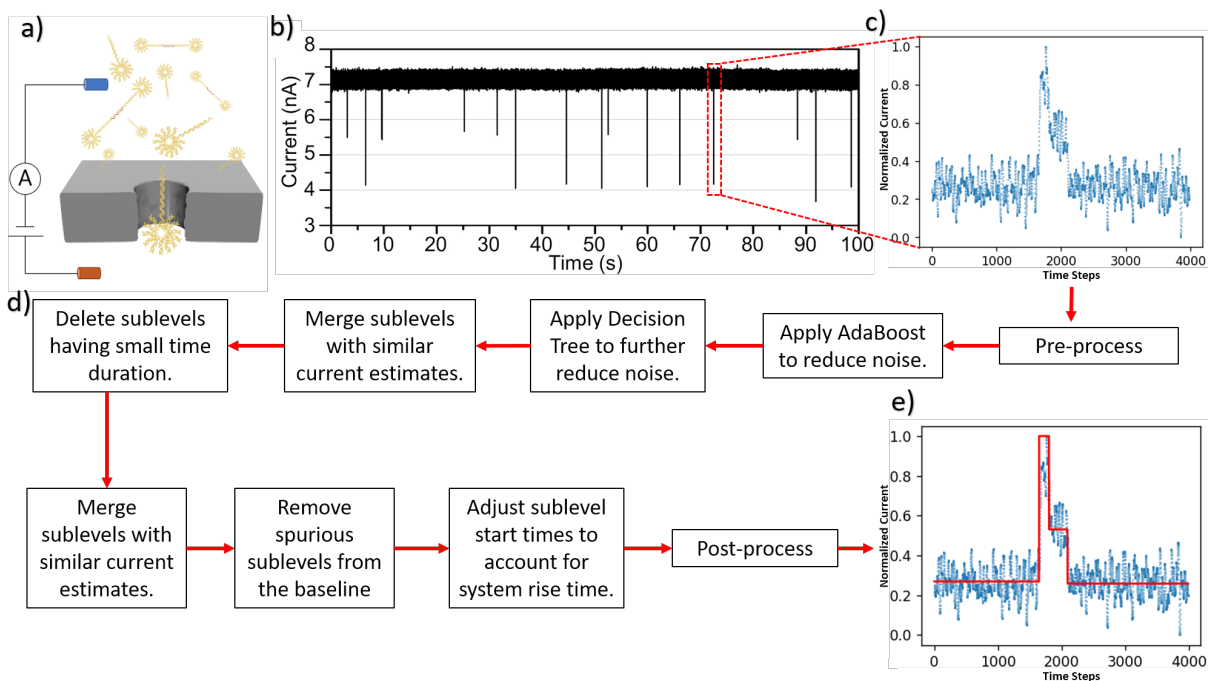 a)
A
b)
Current (nA)
8
7
6
5
4
3
0 10 20 30 40 50 60 70 80 90 100
Time (s)
c)
Normalized Current
1.0
0.8
0.6
0.4
0.2
0.0
0 1000 2000 3000 4000
Time Steps
d)
Pre-process
Apply AdaBoost
to reduce noise.
Apply Decision
Tree to further
reduce noise.
Merge sublevels
with similar
current estimates.
Delete sublevels
having small time
duration.
Merge
sublevels with
similar current
estimates.
Remove
spurious
sublevels from
the baseline
Adjust sublevel
start times to
account for
system rise time.
Post-process
e)
Normalized Current
1.0
0.8
0.6
0.4
0.2
0.0
0 1000 2000 3000 4000
Time Steps